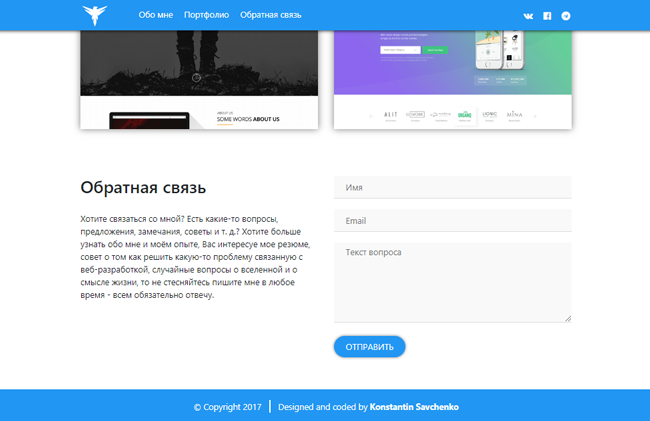 Обо мне Портфолио Обратная связь
ABOUT US
SOME WORDS ABOUT US
ALIT
MINA
Обратная связь
Хотите связаться со мной? Есть какие-то вопросы,
предложения, замечания, советы и т. д.? Хотите больше
узнать обо мне и моём опыте, Вас интересуе мое резюме,
совет о том как решить какую-то проблему связанную с
веб-разработкой, случайные вопросы о вселенной и о
смысле жизни, то не стесняйтесь пишите мне в любое
время - всем обязательно отвечу.
Имя
Email
Текст вопроса
ОТПРАВИТЬ
© Copyright 2017 Designed and coded by Konstantin Savchenko